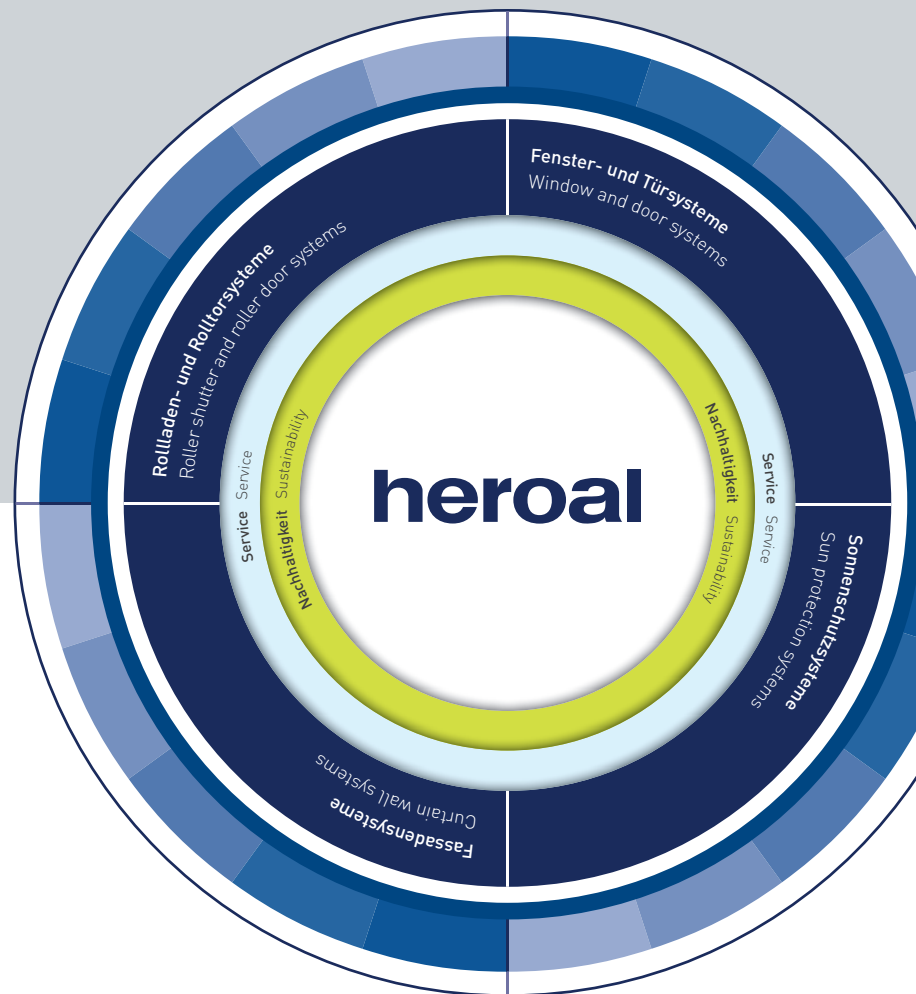 Fenster- und Türsysteme
Window and door systems
Rollladen- und Rolltorsysteme
Roller shutter and roller door systems
Service Service
Nachhaltigkeit Sustainability
heroal
Nachhaltigkeit Sustainability
Service Service
Sonnenschutzsysteme
Sun protection systems
Curtain wall systems
Fassadensysteme